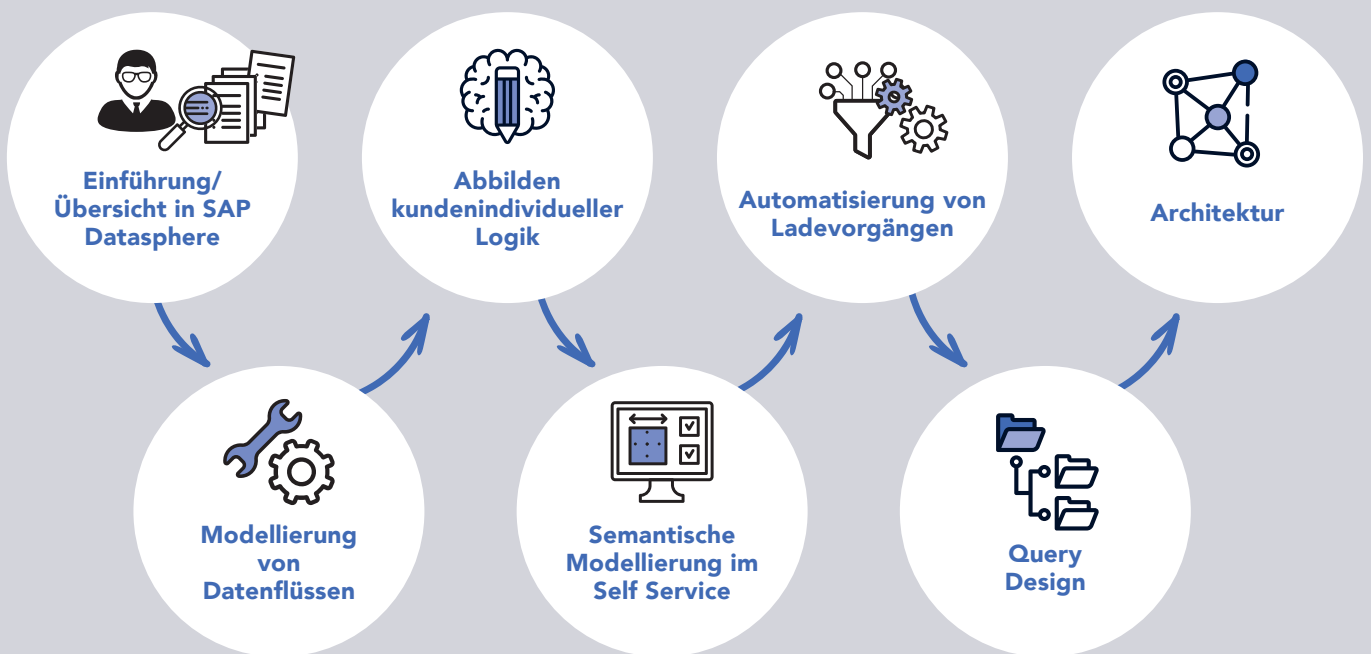 Einführung/
Übersicht in SAP
Datasphere
Modellierung
von
Datenflüssen
Abbilden
kundenindividueller
Logik
Semantische
Modellierung im
Self Service
Automatisierung von
Ladevorgängen
Query
Design
Architektur